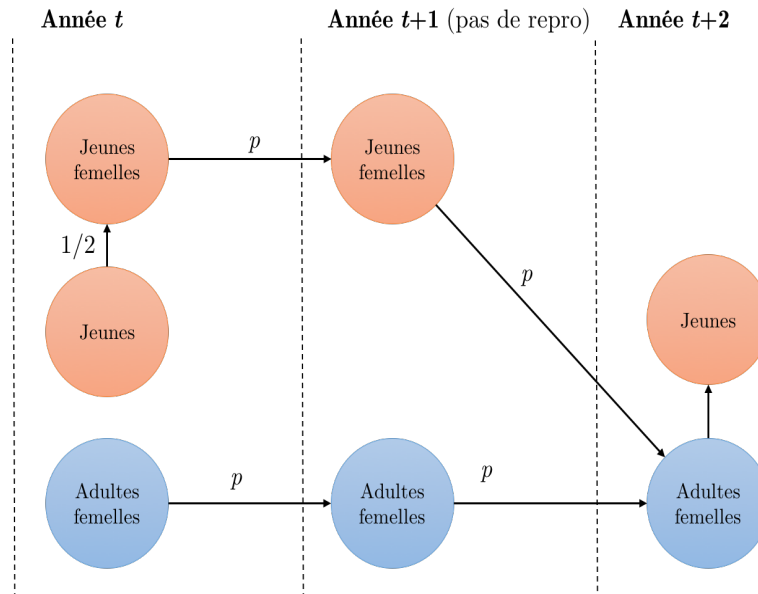 Année t
Année t+1 (pas de repro)
Année t+2
Jeunes
femelles
p
Jeunes
femelles
1/2
p
Jeunes
Jeunes
Adultes
femelles
p
Adultes
femelles
p
Adultes
femelles